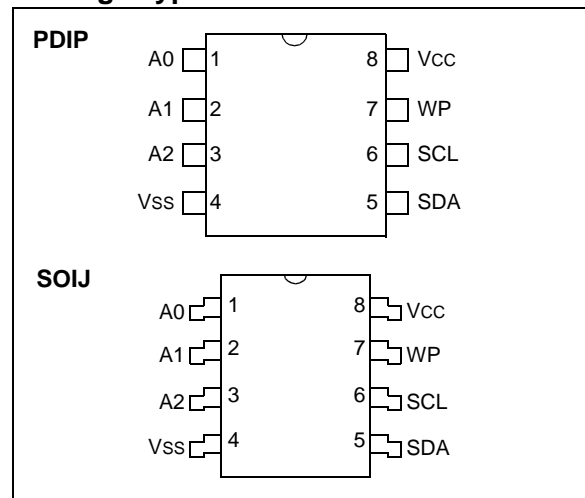 PDIP
A0 1 8 VCC
A1 2 7 WP
A2 3 6 SCL
VSS 4 5 SDA
SOIJ
A0 1 8 VCC
A1 2 7 WP
A2 3 6 SCL
VSS 4 5 SDA